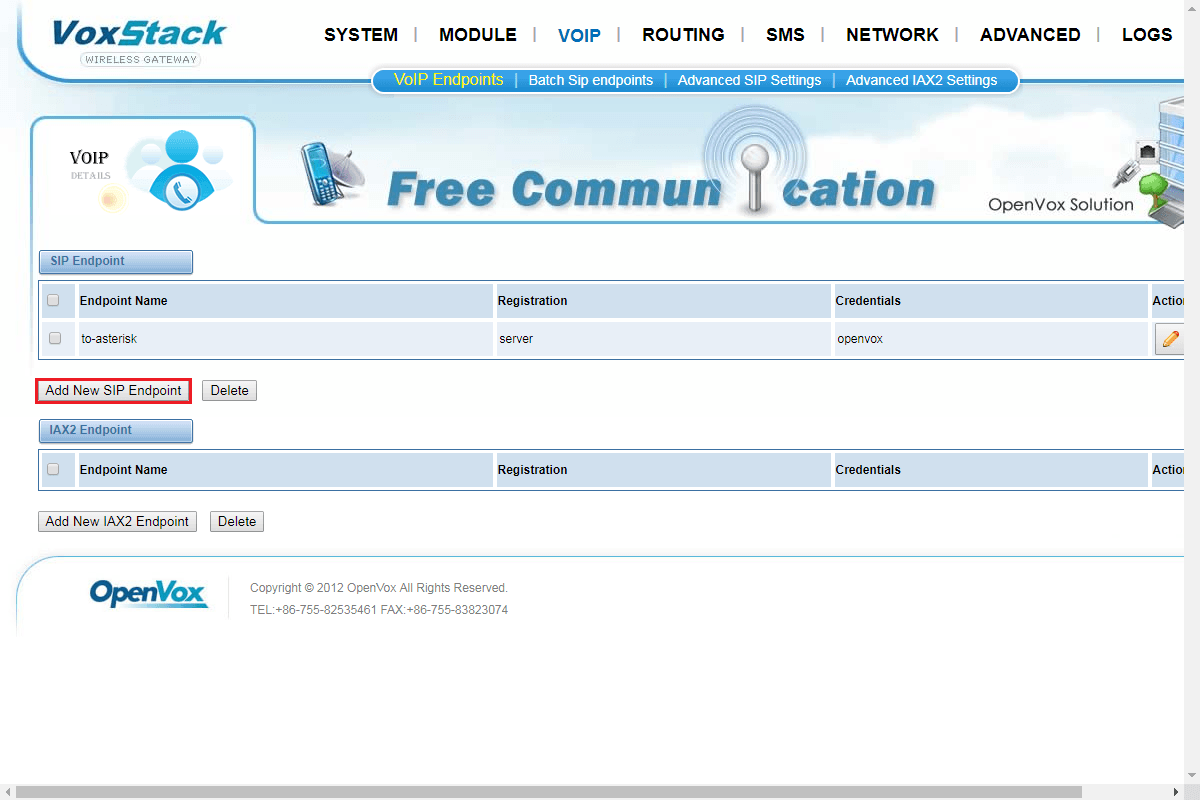 VoxStack
WIRELESS GATEWAY
SYSTEM | MODULE | VOIP | ROUTING | SMS | NETWORK | ADVANCED | LOGS
VoIP Endpoints | Batch Sip endpoints | Advanced SIP Settings | Advanced IAX2 Settings
VOIP
DETAILS
Free Communication
OpenVox Solution
SIP Endpoint
Endpoint Name Registration Credentials Actio
to-asterisk server openvox
Add New SIP Endpoint Delete
IAX2 Endpoint
Endpoint Name Registration Credentials Actio
Add New IAX2 Endpoint Delete
OpenVox
Copyright © 2012 OpenVox All Rights Reserved.
TEL:+86-755-82535461 FAX:+86-755-83823074